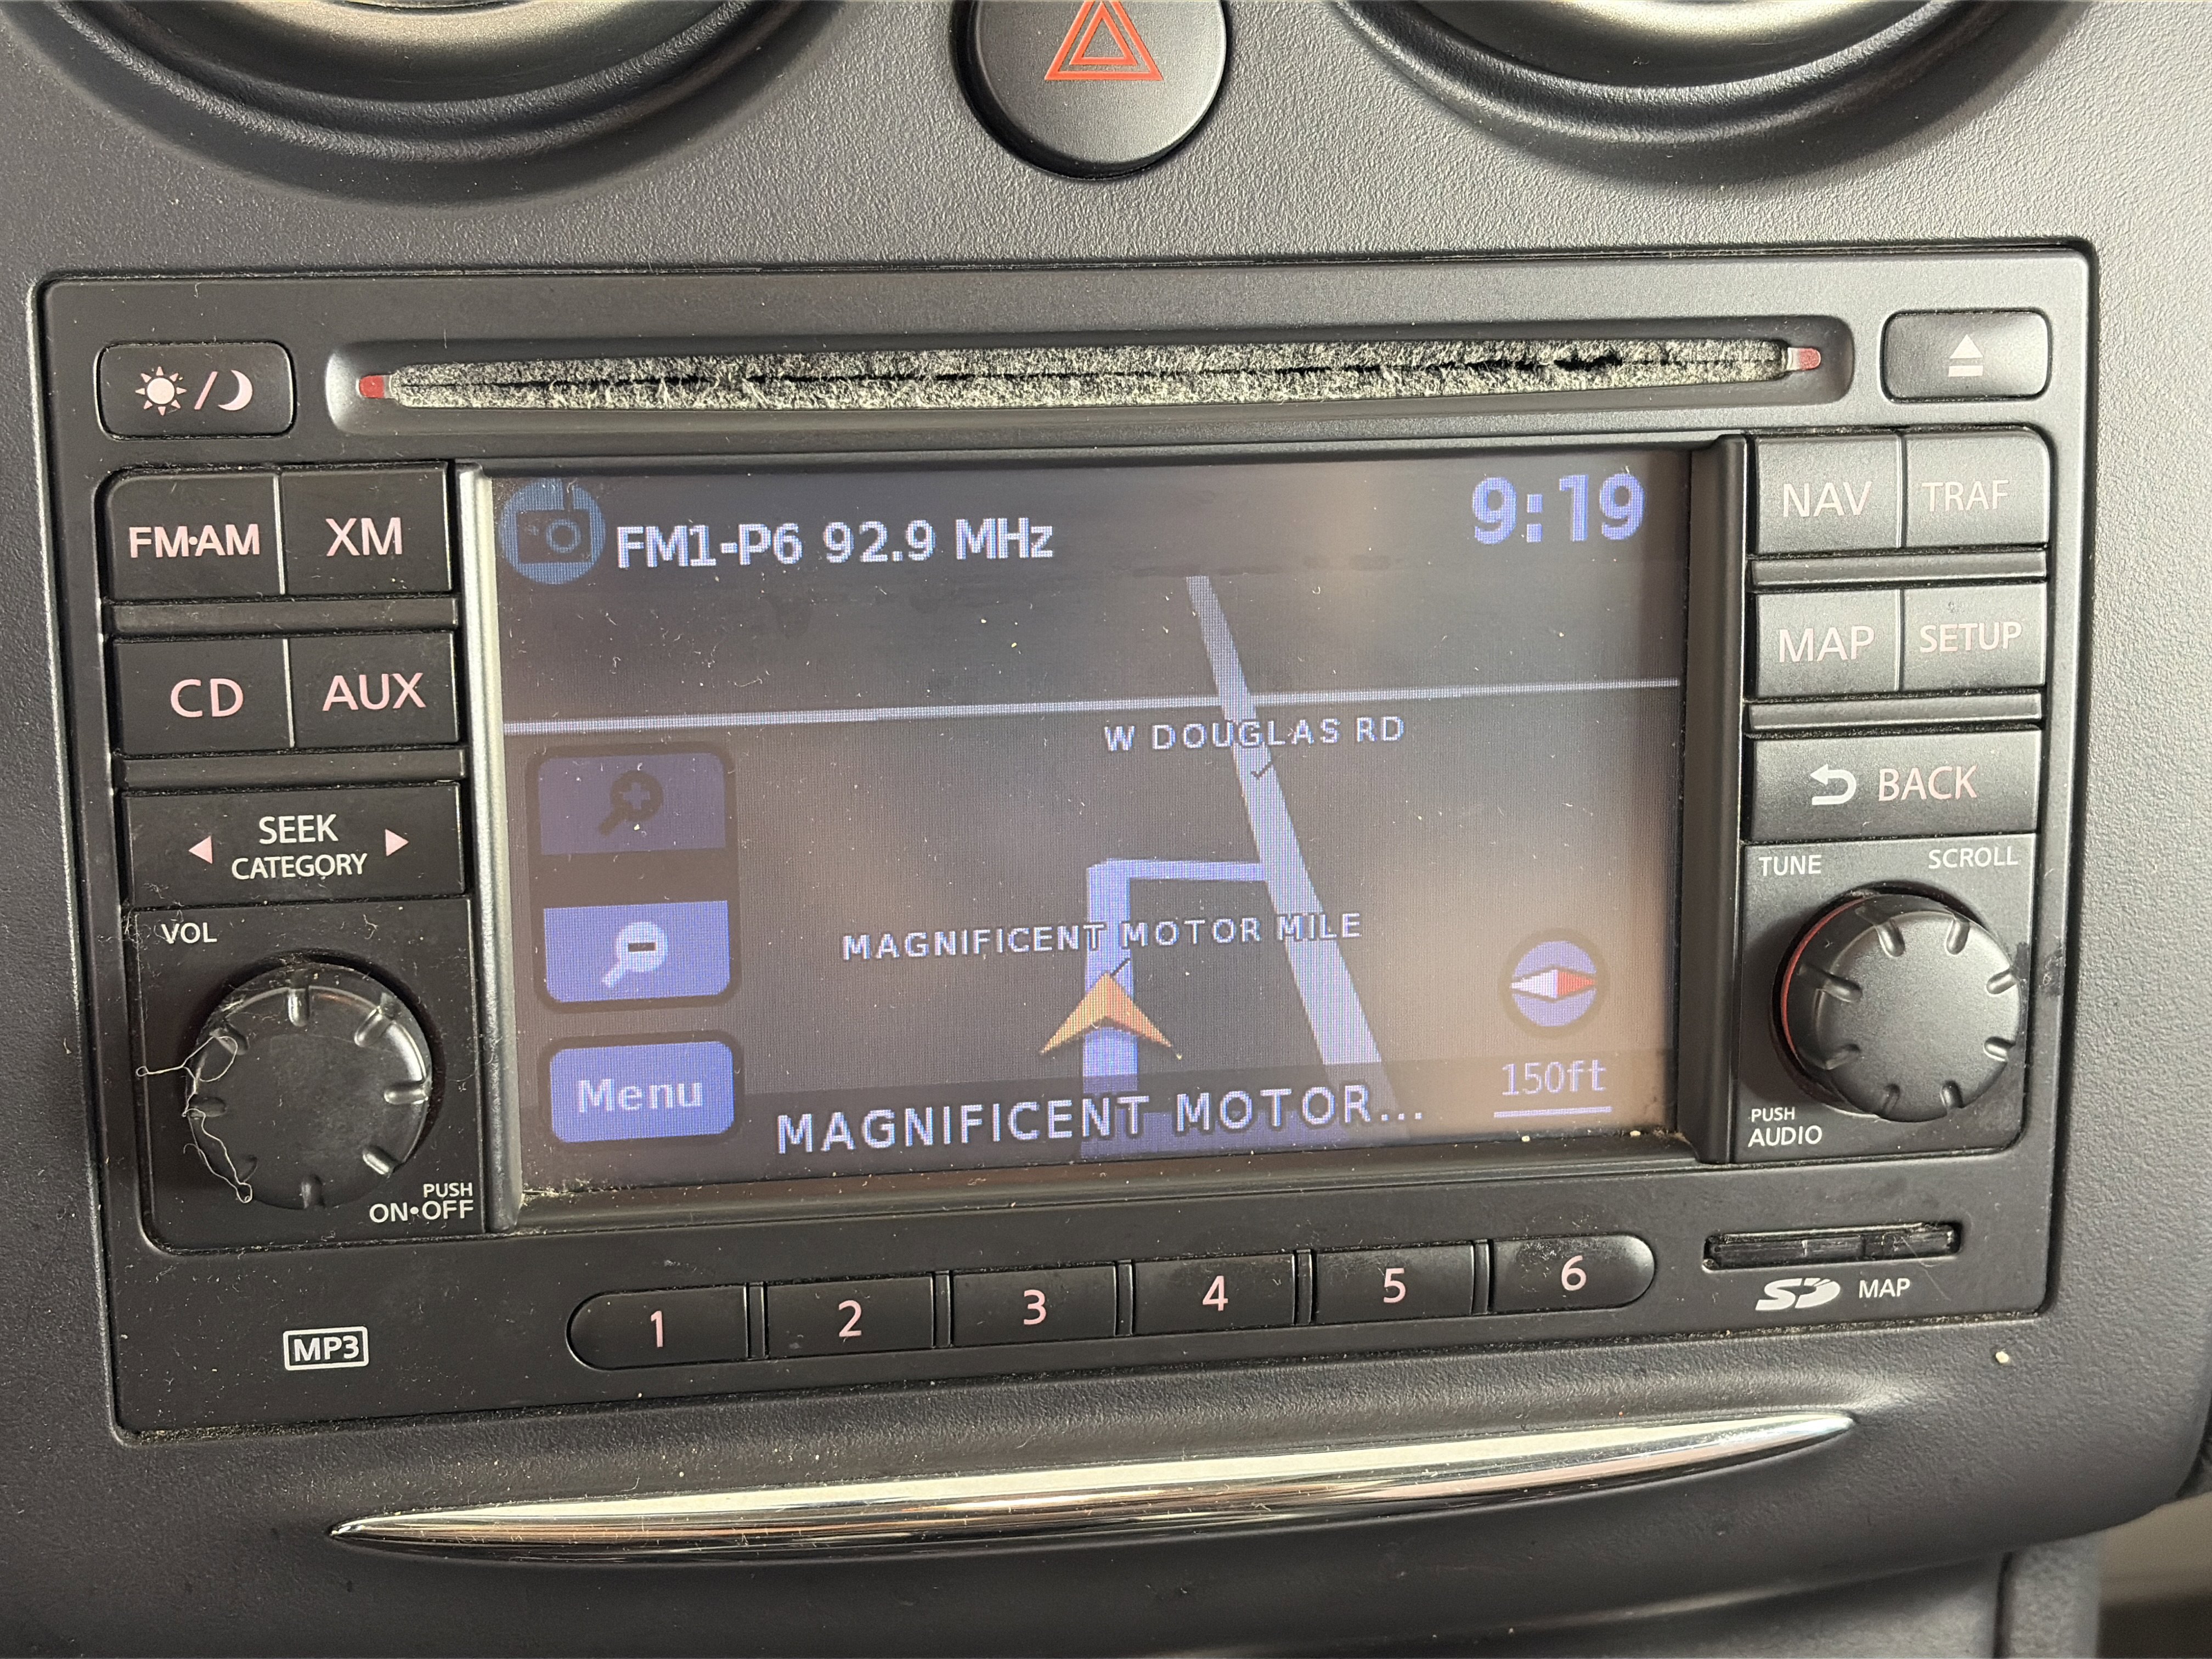 FM·AM
XM
CD
AUX
SEEK
CATEGORY
VOL
PUSH
ON•OFF
MP3
FM1-P6 92.9 MHz
9:19
W DOUGLAS RD
MAGNIFICENT MOTOR MILE
Menu
MAGNIFICENT MOTOR...
150ft
NAV
TRAF
MAP
SETUP
BACK
TUNE
SCROLL
PUSH
AUDIO
1
2
3
4
5
6
SD MAP